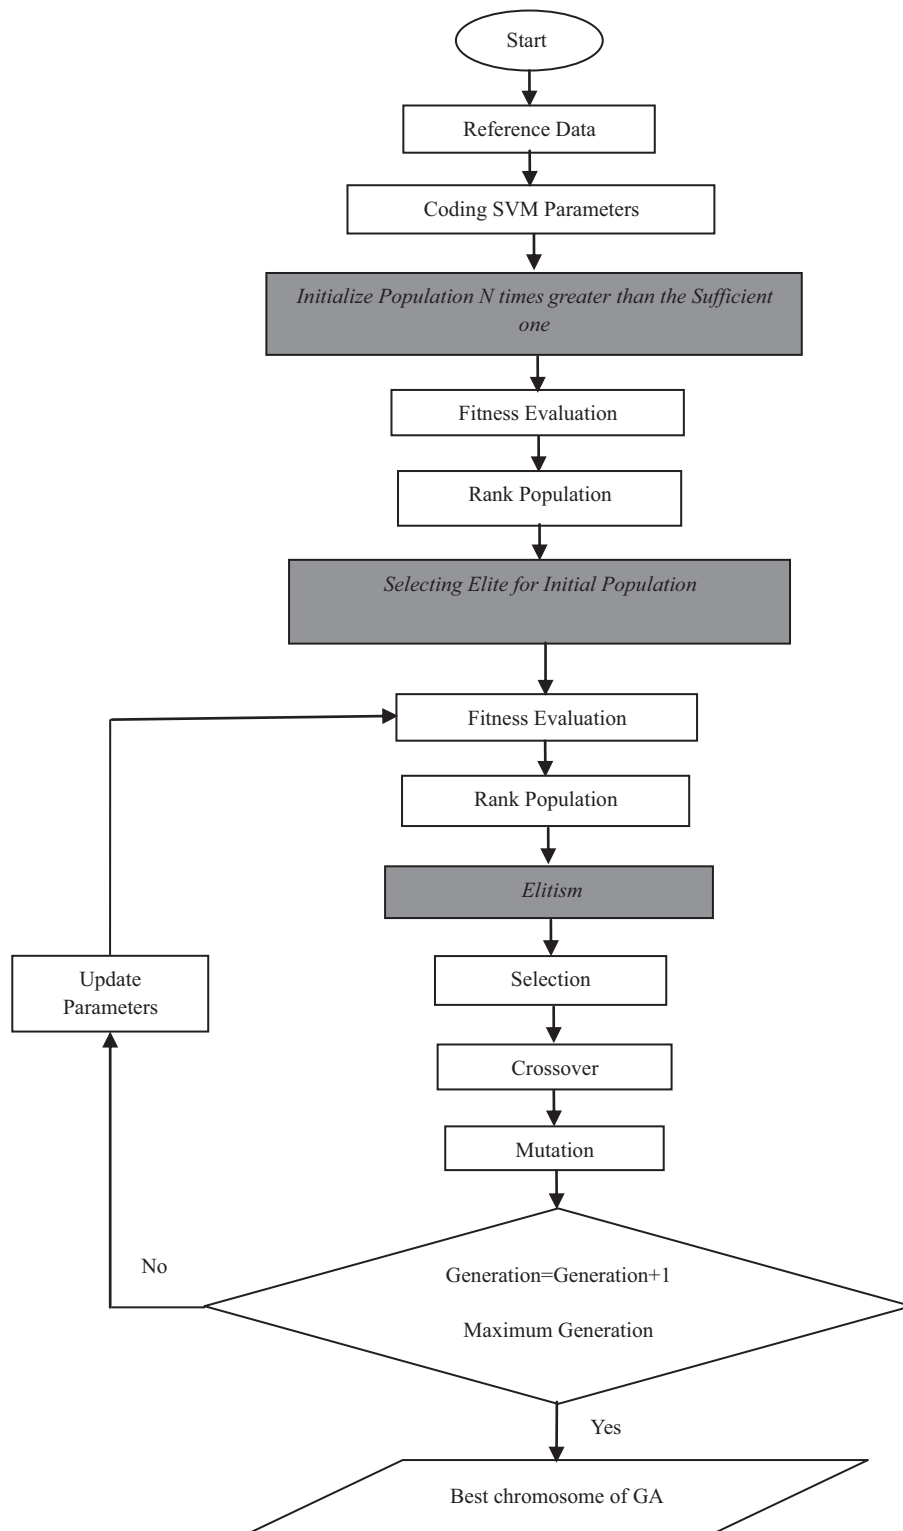 Start
Reference Data
Coding SVM Parameters
Initialize Population N times greater than the Sufficient
one
Fitness Evaluation
Rank Population
Selecting Elite for Initial Population
Fitness Evaluation
Rank Population
Elitism
Selection
Update
Parameters
Crossover
Mutation
No
Generation=Generation+1
Maximum Generation
Yes
Best chromosome of GA